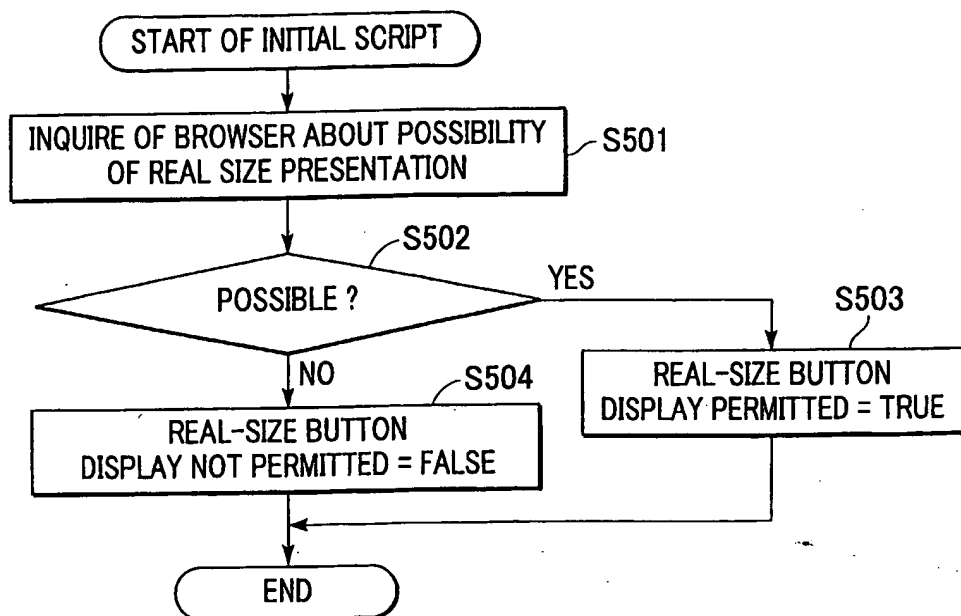 START OF INITIAL SCRIPT
INQUIRE OF BROWSER ABOUT POSSIBILITY
OF REAL SIZE PRESENTATION
S501
S502
POSSIBLE ?
YES
NO
S503
REAL-SIZE BUTTON
DISPLAY PERMITTED = TRUE
S504
REAL-SIZE BUTTON
DISPLAY NOT PERMITTED = FALSE
END